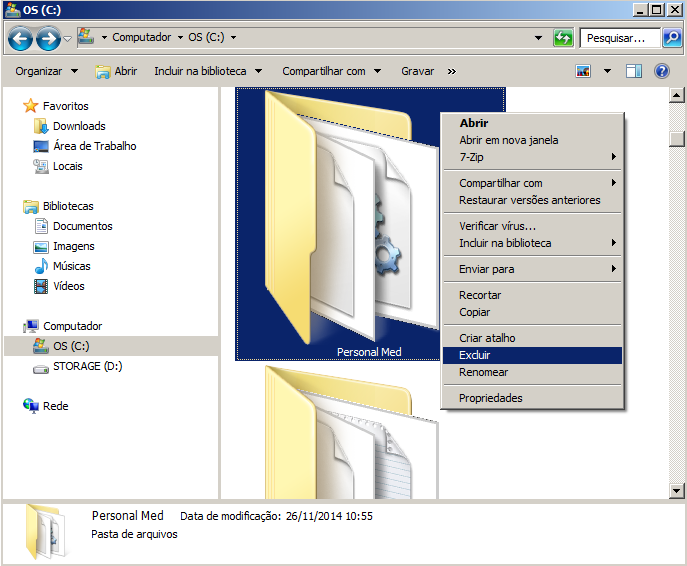 OS (C:)
Computador OS (C:) Pesquisar...
Organizar Abrir Incluir na biblioteca Compartilhar com Gravar »
Favoritos
Downloads
Área de Trabalho
Locais
Bibliotecas
Documentos
Imagens
Músicas
Vídeos
Computador
OS (C:)
STORAGE (D:)
Rede
Personal Med
Abrir
Abrir em nova janela
7-Zip
Compartilhar com
Restaurar versões anteriores
Verificar vírus...
Incluir na biblioteca
Enviar para
Recortar
Copiar
Criar atalho
Excluir
Renomear
Propriedades
Personal Med Data de modificação: 26/11/2014 10:55
Pasta de arquivos